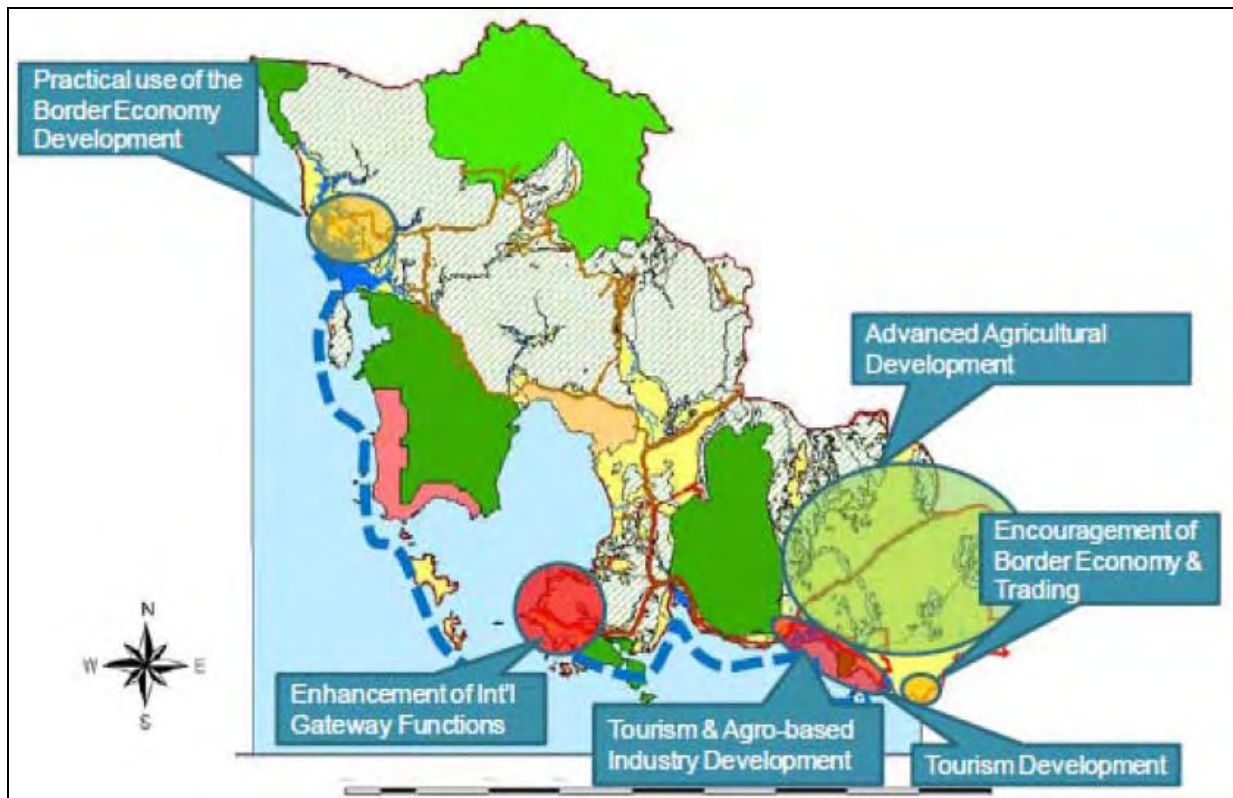 Practical use of the
Border Economy
Development
Advanced Agricultural
Development
Encouragement of
Border Economy &
Trading
N
W
E
S
Enhancement of Int'l
Gateway Functions
Tourism & Agro-based
Industry Development
Tourism Development